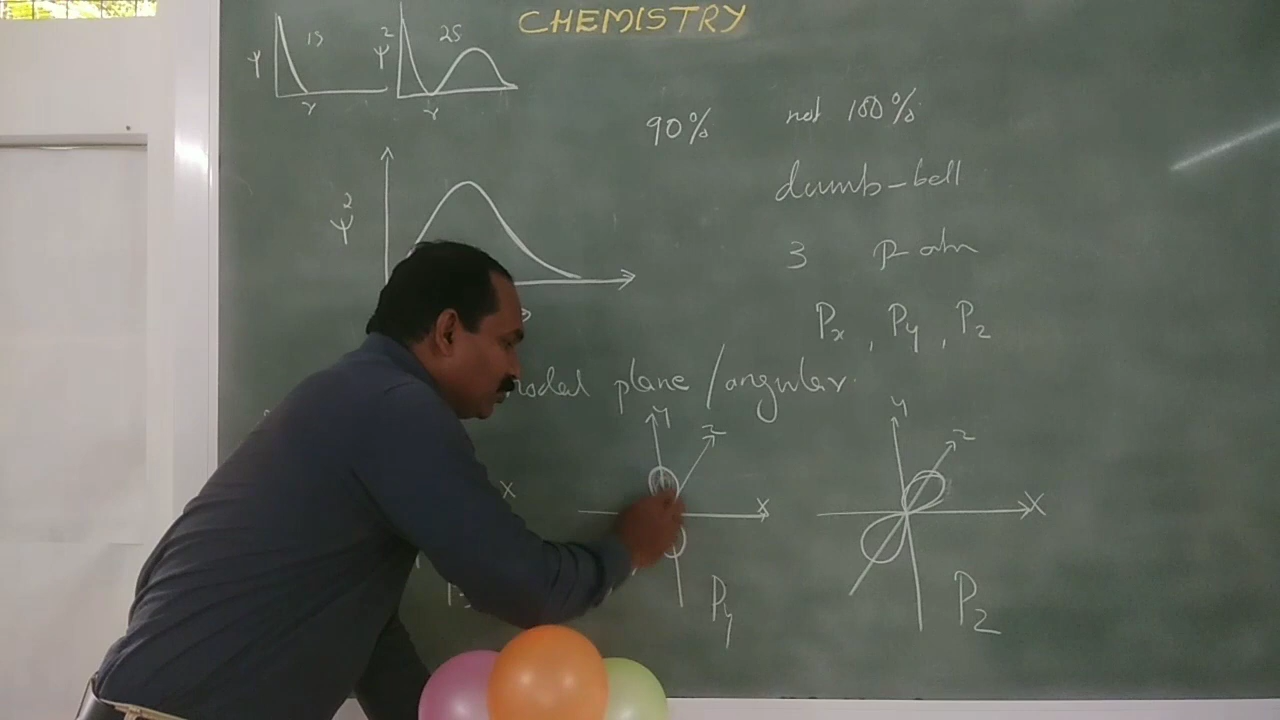 CHEMISTRY
ψ 1S r
ψ² 2S r
90% not 100%
dumb-bell
ψ²
3 p-atm
Px , Py , Pz
nodal plane / angular.
y z x
y z x
x
Py
Pz